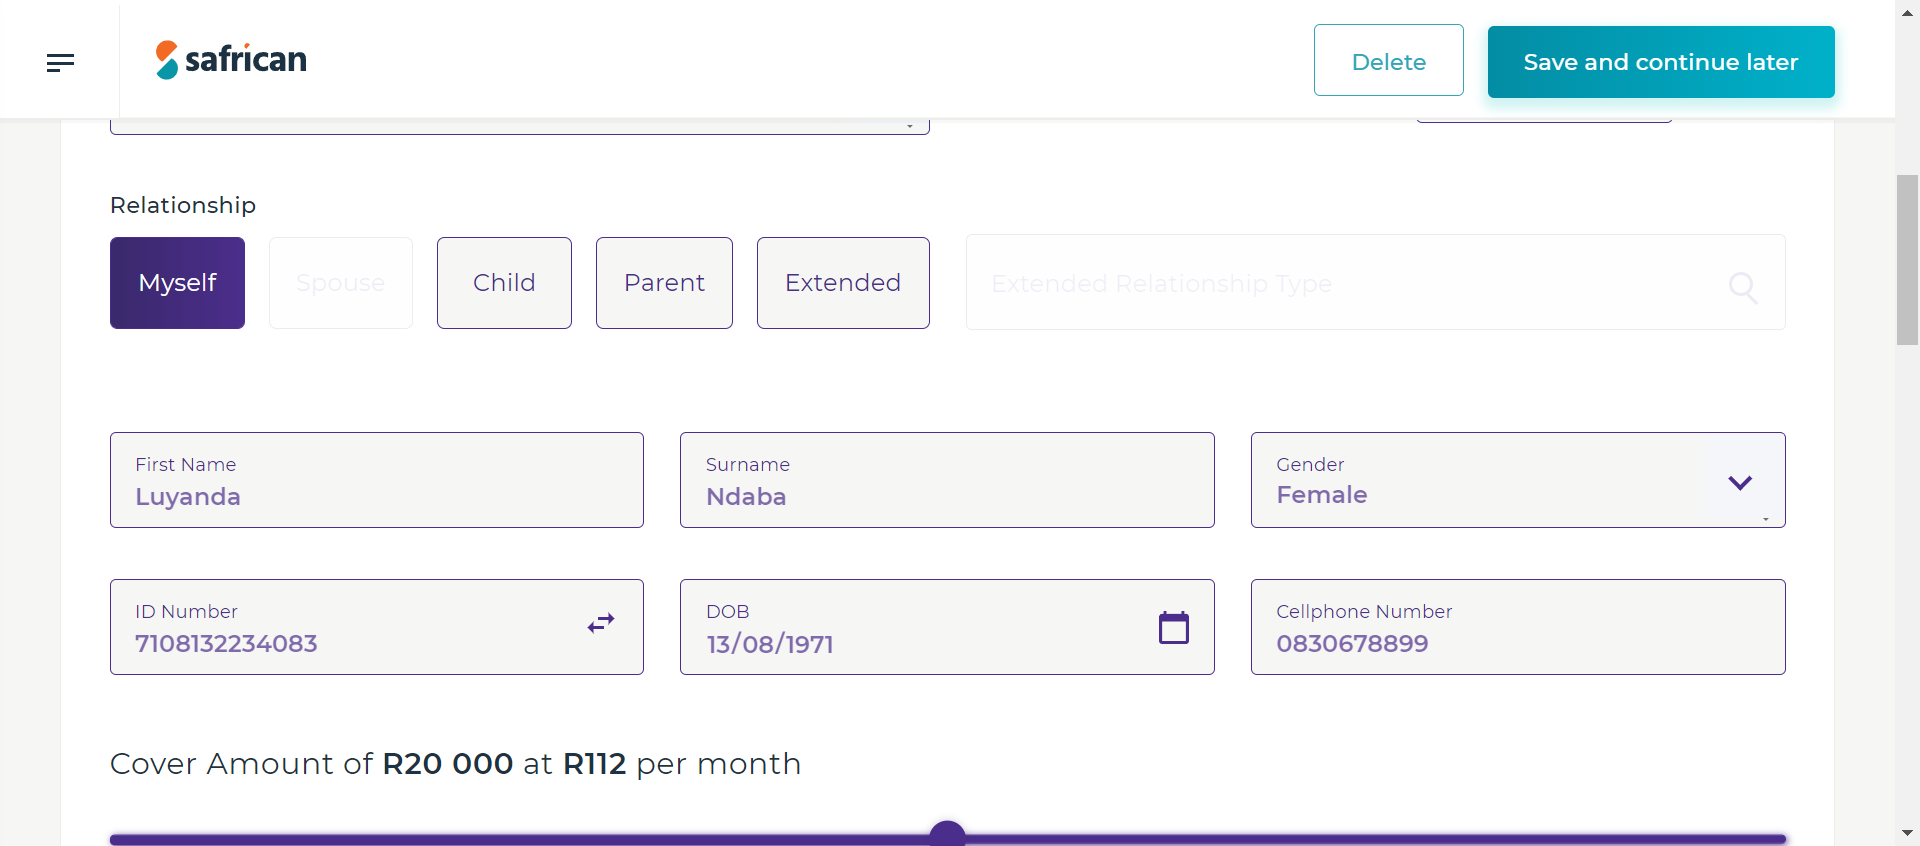 safrican
Delete
Save and continue later
Relationship
Myself
Spouse
Child
Parent
Extended
Extended Relationship Type
First Name
Luyanda
Surname
Ndaba
Gender
Female
ID Number
7108132234083
DOB
13/08/1971
Cellphone Number
0830678899
Cover Amount of R20 000 at R112 per month